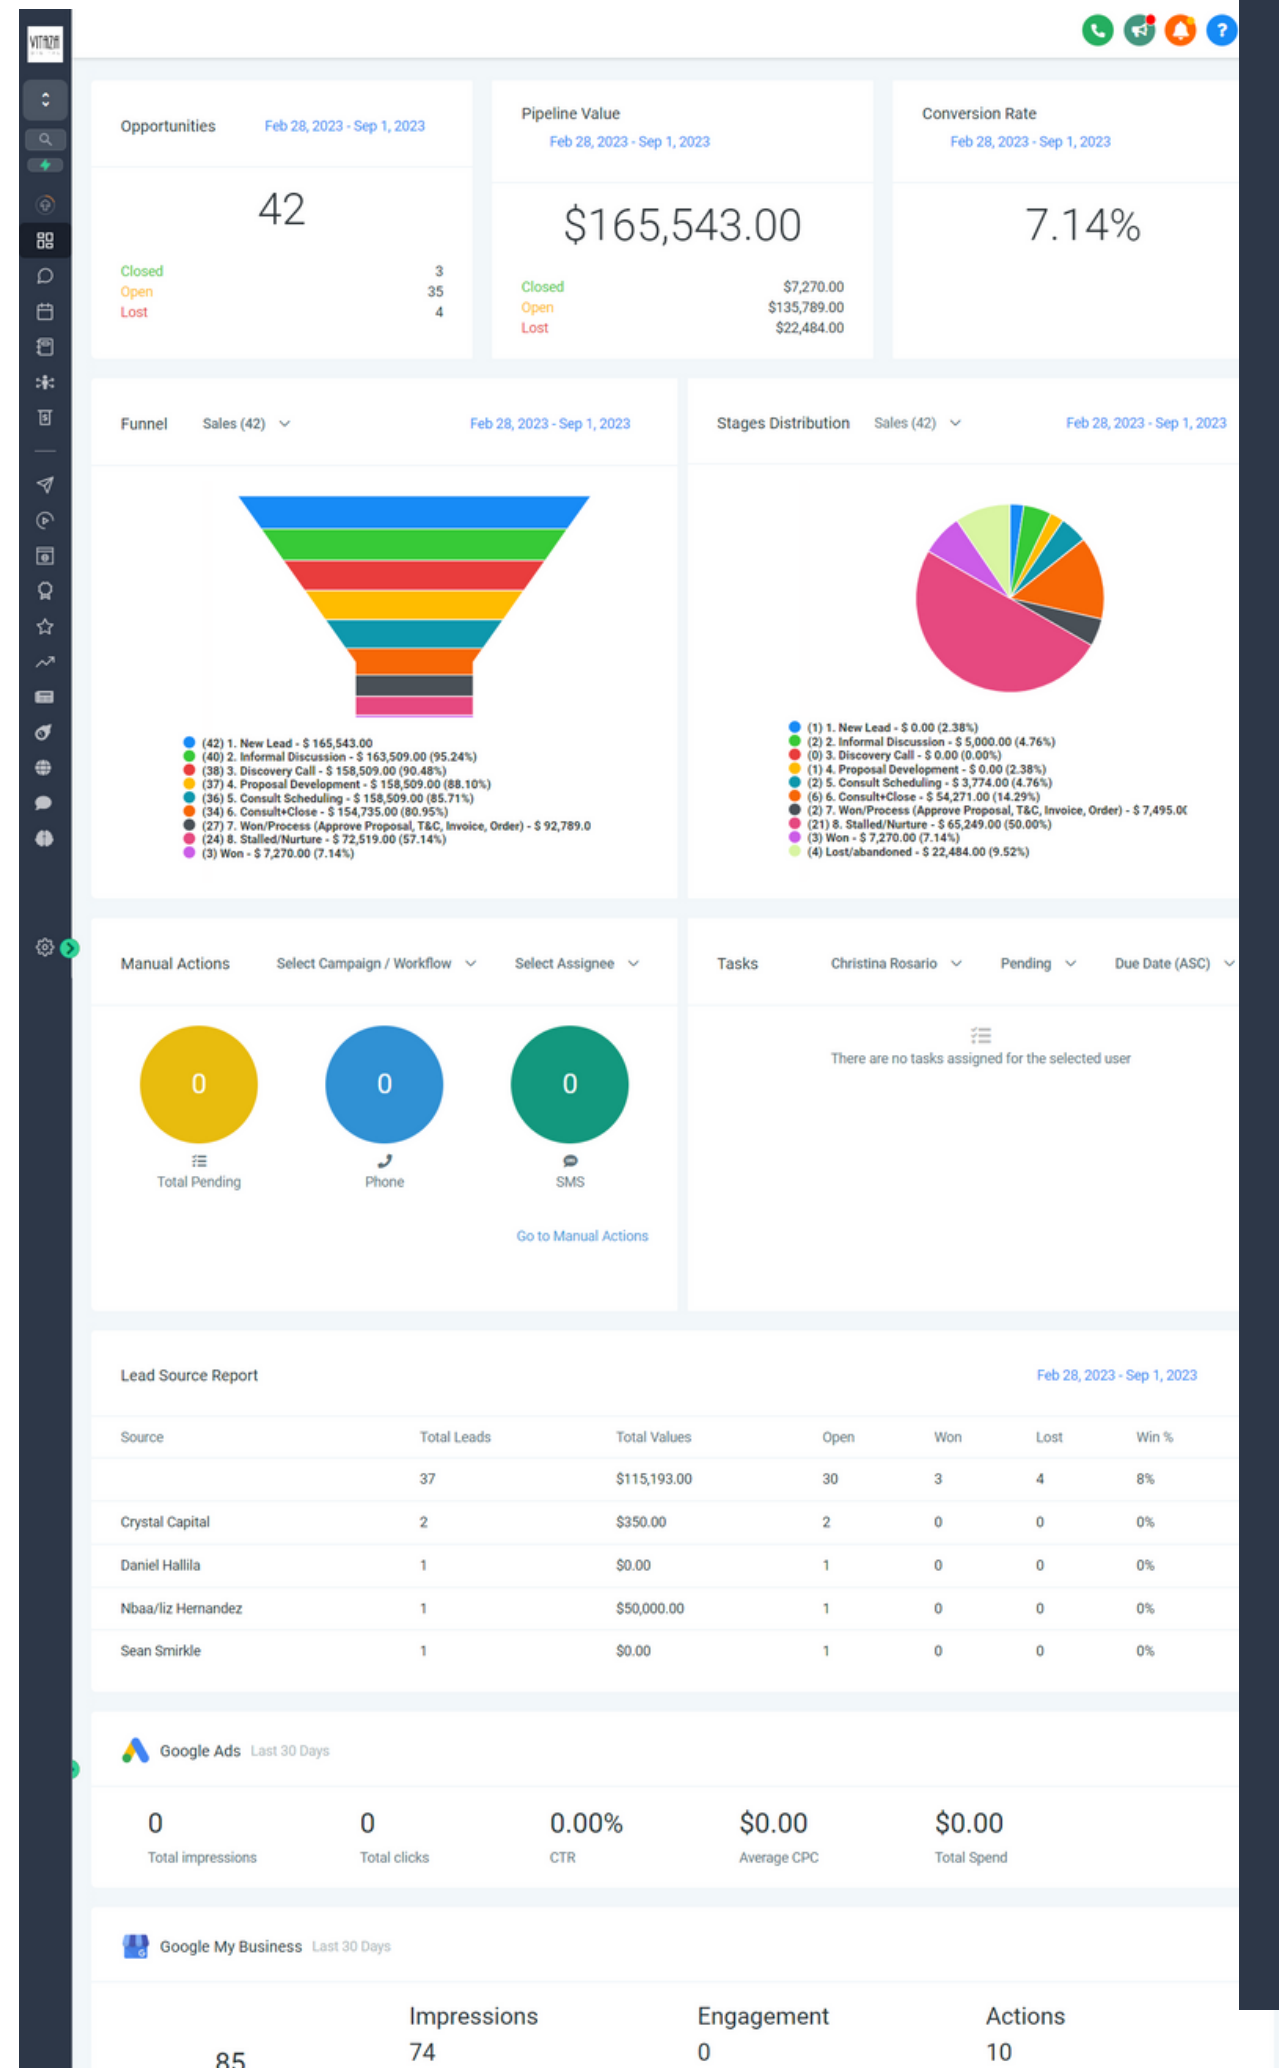 VITAZA
Opportunities Feb 28, 2023 - Sep 1, 2023
42
Closed 3
Open 35
Lost 4
Pipeline Value
Feb 28, 2023 - Sep 1, 2023
$165,543.00
Closed $7,270.00
Open $135,789.00
Lost $22,484.00
Conversion Rate
Feb 28, 2023 - Sep 1, 2023
7.14%
Funnel Sales (42) Feb 28, 2023 - Sep 1, 2023
(42) 1. New Lead - $ 165,543.00
(40) 2. Informal Discussion - $ 163,509.00 (95.24%)
(38) 3. Discovery Call - $ 158,509.00 (90.48%)
(37) 4. Proposal Development - $ 158,509.00 (88.10%)
(36) 5. Consult Scheduling - $ 158,509.00 (85.71%)
(34) 6. Consult+Close - $ 154,735.00 (80.95%)
(27) 7. Won/Process (Approve Proposal, T&C, Invoice, Order) - $ 92,789.0
(24) 8. Stalled/Nurture - $ 72,519.00 (57.14%)
(3) Won - $ 7,270.00 (7.14%)
Stages Distribution Sales (42) Feb 28, 2023 - Sep 1, 2023
(1) 1. New Lead - $ 0.00 (2.38%)
(2) 2. Informal Discussion - $ 5,000.00 (4.76%)
(0) 3. Discovery Call - $ 0.00 (0.00%)
(1) 4. Proposal Development - $ 0.00 (2.38%)
(2) 5. Consult Scheduling - $ 3,774.00 (4.76%)
(6) 6. Consult+Close - $ 54,271.00 (14.29%)
(2) 7. Won/Process (Approve Proposal, T&C, Invoice, Order) - $ 7,495.00
(21) 8. Stalled/Nurture - $ 65,249.00 (50.00%)
(3) Won - $ 7,270.00 (7.14%)
(4) Lost/abandoned - $ 22,484.00 (9.52%)
Manual Actions Select Campaign / Workflow Select Assignee
0 0 0
Total Pending Phone SMS
Go to Manual Actions
Tasks Christina Rosario Pending Due Date (ASC)
There are no tasks assigned for the selected user
Lead Source Report Feb 28, 2023 - Sep 1, 2023
Source Total Leads Total Values Open Won Lost Win %
37 $115,193.00 30 3 4 8%
Crystal Capital 2 $350.00 2 0 0 0%
Daniel Hallila 1 $0.00 1 0 0 0%
Nbaa/liz Hernandez 1 $50,000.00 1 0 0 0%
Sean Smirkle 1 $0.00 1 0 0 0%
Google Ads Last 30 Days
0 0 0.00% $0.00 $0.00
Total impressions Total clicks CTR Average CPC Total Spend
Google My Business Last 30 Days
Impressions Engagement Actions
85 74 0 10